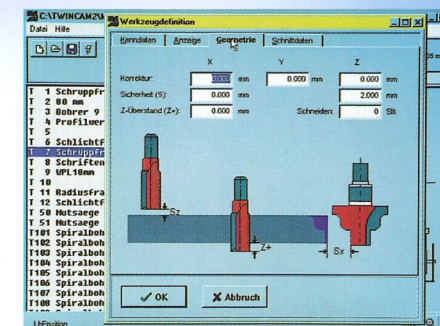 C:\TWINCAM2\
Werkzeugdefinition
Datei Hilfe
Kenndaten Anzeige Geometrie Schnittdaten
X Y Z
Korrektur: 0.000 mm 0.000 mm 0.000 mm
Sicherheit (S): 0.000 mm 2.000 mm
Z-Überstand (Z+): 0.000 mm Schneiden: 0 Stk
T 1 Schruppfr
T 2 80 mm
T 3 Bohrer 9
T 4 Profilwer
T 5
T 6 Schlichtf
T 7 Schruppfr
T 8 Schriften
T 9 WPL18mm
T 10
T 11 Radiusfra
T 12 Schlichtf
T 50 Nutsaege
T 51 Nutsaege
T101 Spiralboh
T102 Spiralboh
T103 Spiralboh
T104 Spiralboh
T105 Spiralboh
T106 Spiralboh
T107 Spiralboh
T108 Spiralboh
Sz
Z+
Sx
OK Abbruch